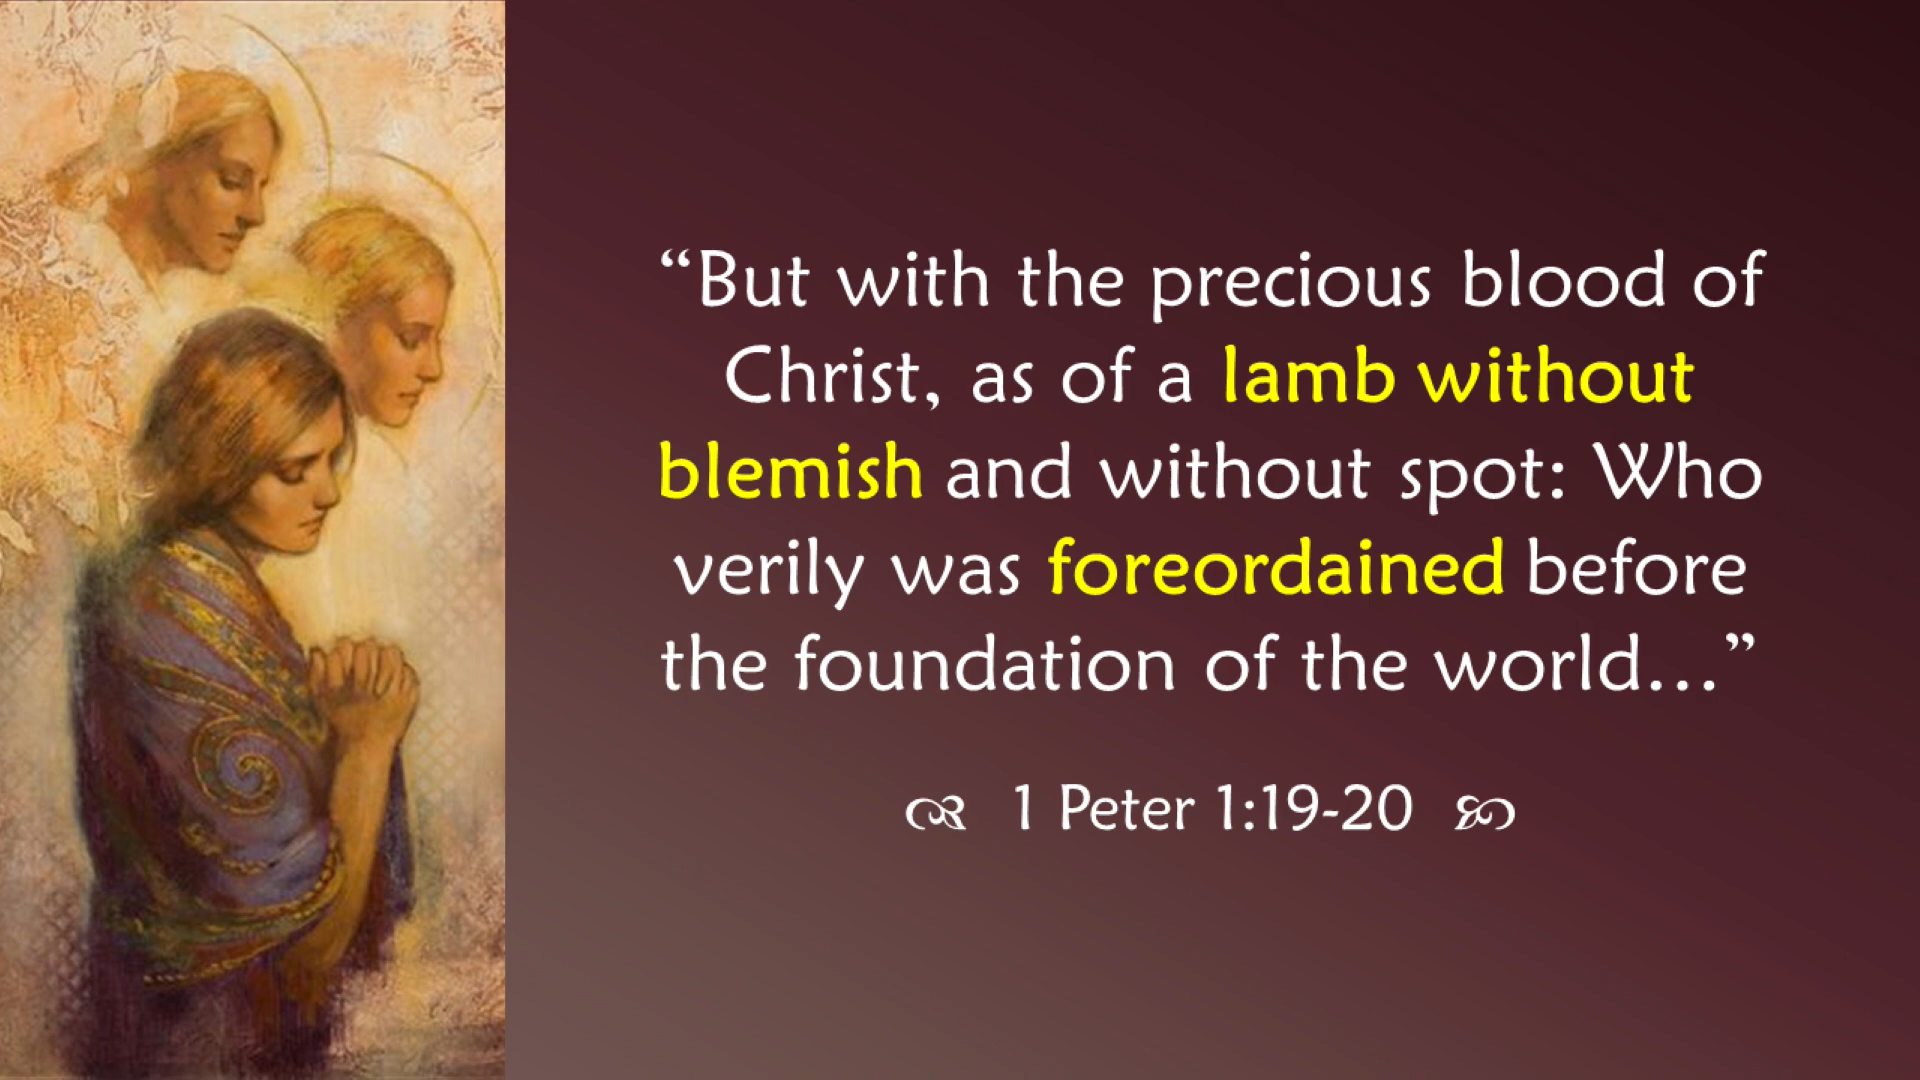 “But with the precious blood of
Christ, as of a lamb without
blemish and without spot: Who
verily was foreordained before
the foundation of the world…”
1 Peter 1:19-20